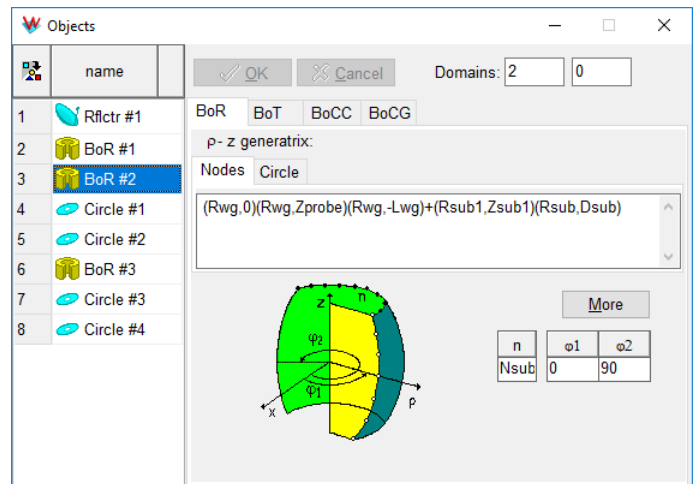 Objects
name
OK Cancel Domains: 2 0
1 Rflctr #1
2 BoR #1
3 BoR #2
4 Circle #1
5 Circle #2
6 BoR #3
7 Circle #3
8 Circle #4
BoR BoT BoCC BoCG
ρ- z generatrix:
Nodes Circle
(Rwg,0)(Rwg,Zprobe)(Rwg,-Lwg)+(Rsub1,Zsub1)(Rsub,Dsub)
z n
φ2
φ1
x ρ
More
n φ1 φ2
Nsub 0 90